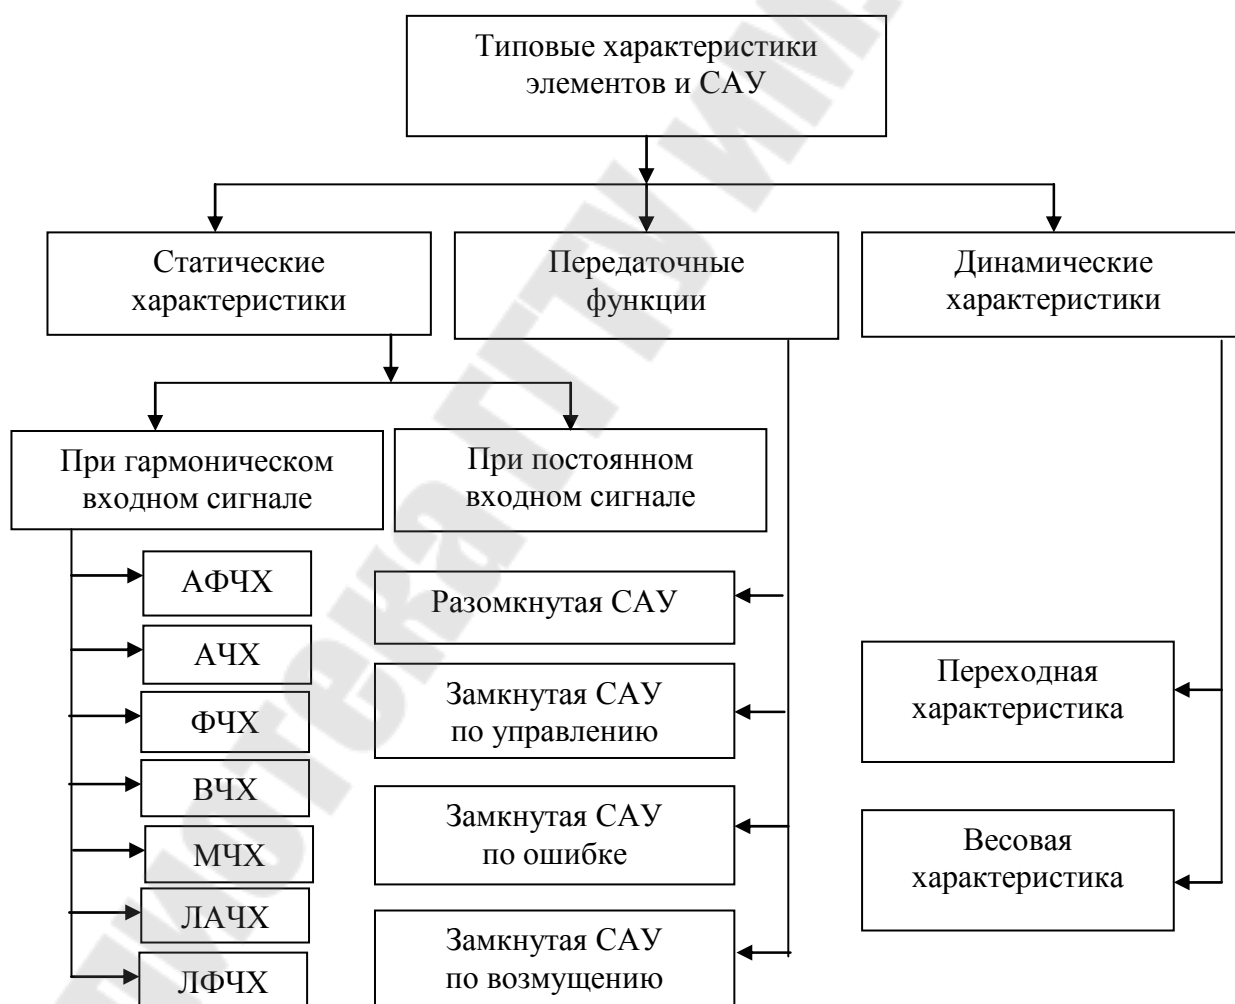 Типовые характеристики
элементов и САУ
Статические
характеристики
Передаточные
функции
Динамические
характеристики
При гармоническом
входном сигнале
При постоянном
входном сигнале
АФЧХ
АЧХ
ФЧХ
ВЧХ
МЧХ
ЛАЧХ
ЛФЧХ
Разомкнутая САУ
Замкнутая САУ
по управлению
Замкнутая САУ
по ошибке
Замкнутая САУ
по возмущению
Переходная
характеристика
Весовая
характеристика